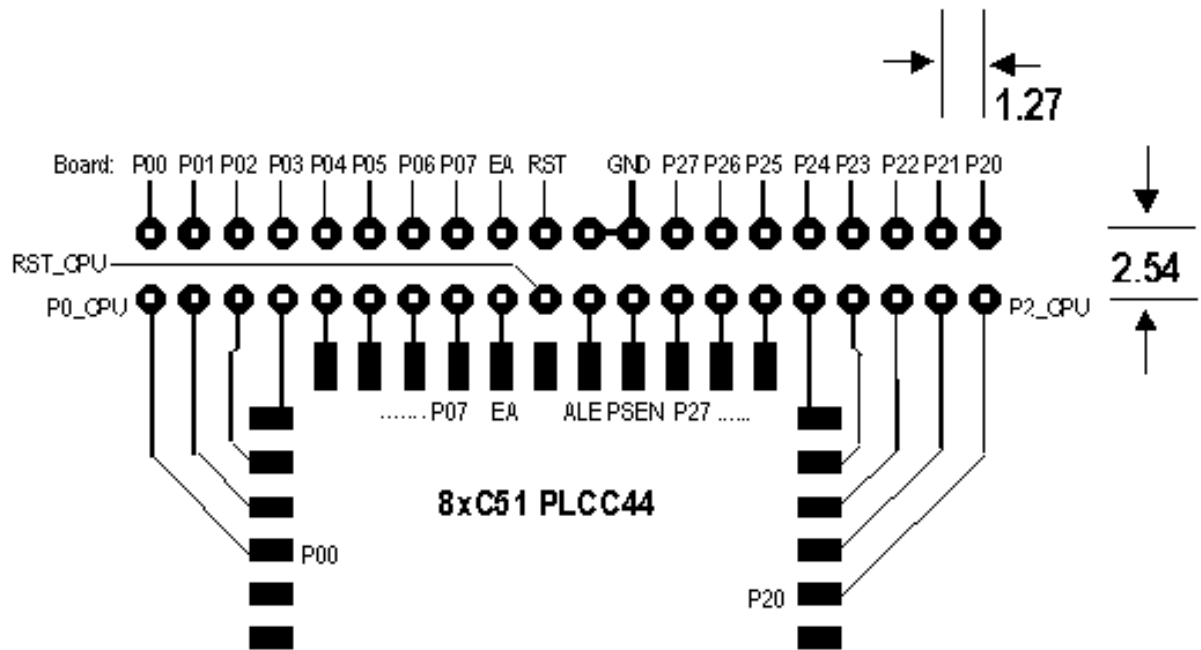 1.27
Board: P00 P01 P02 P03 P04 P05 P06 P07 EA RST GND P27 P26 P25 P24 P23 P22 P21 P20
RST_CPU
2.54
P0_CPU
P2_CPU
....... P07 EA ALE PSEN P27 ......
8xC51 PLCC44
P00
P20